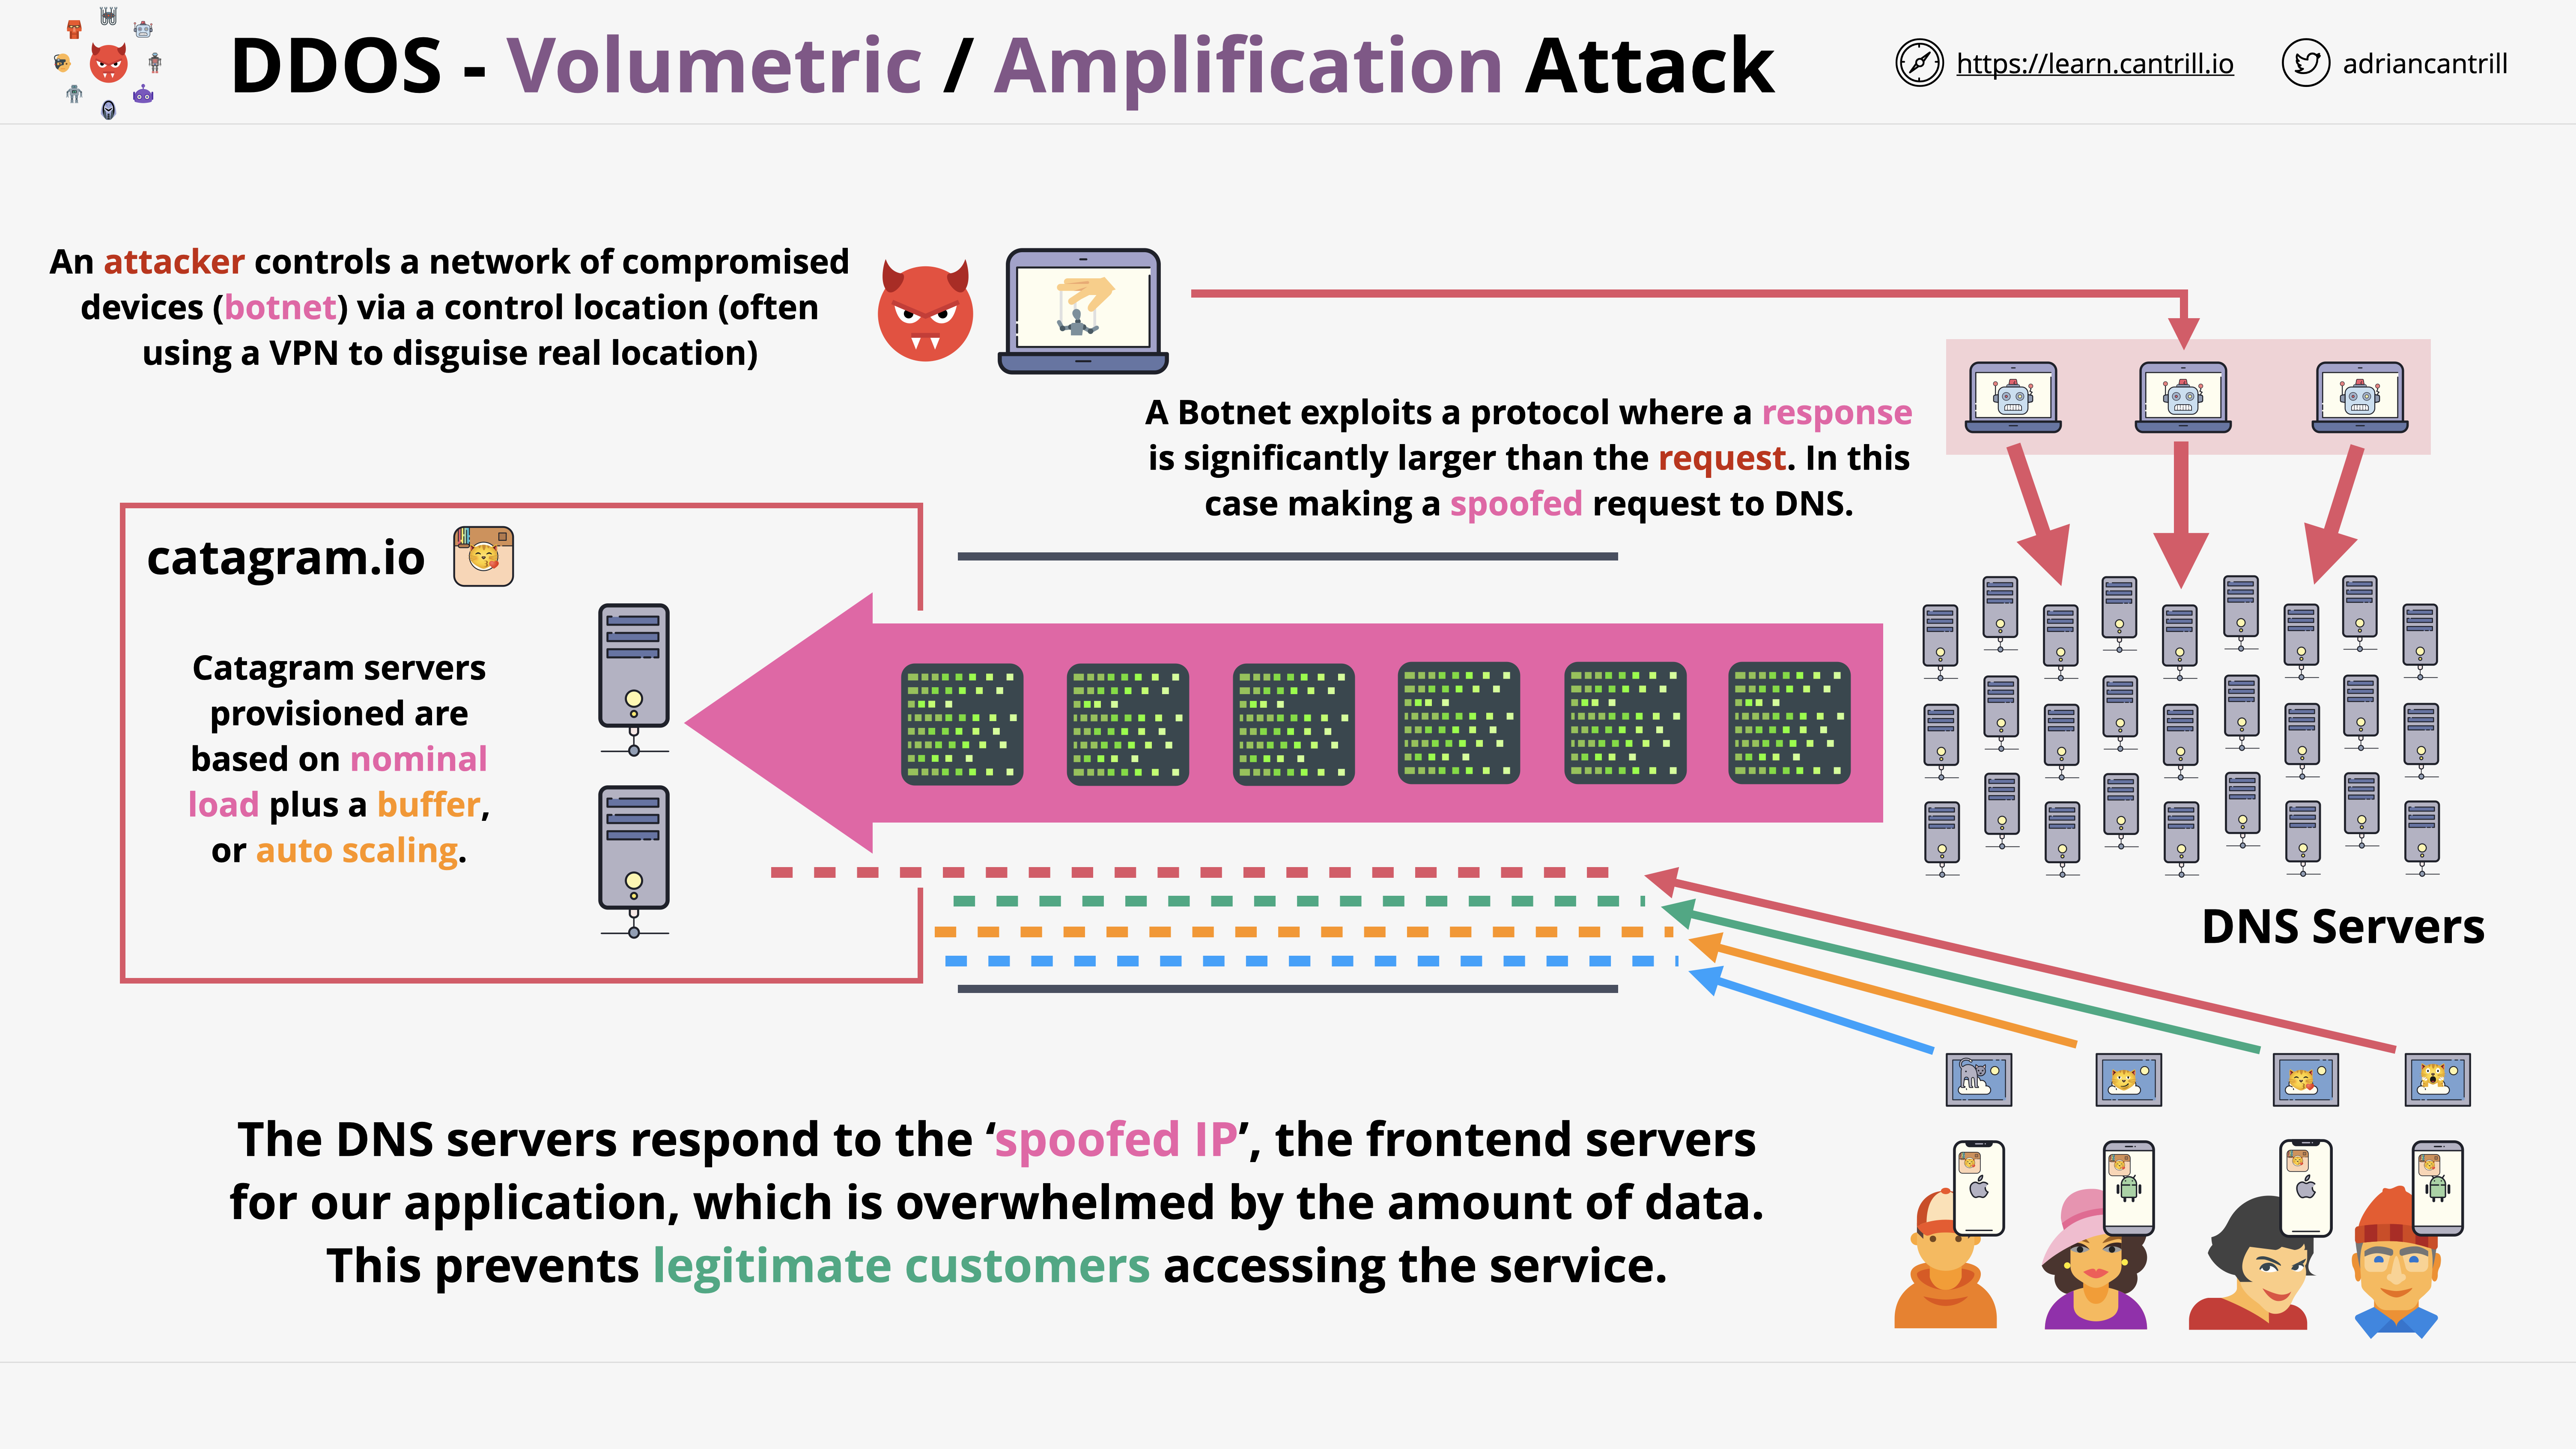 DDOS - Volumetric / Amplification Attack
https://learn.cantrill.io
adriancantrill
An attacker controls a network of compromised
devices (botnet) via a control location (often
using a VPN to disguise real location)
A Botnet exploits a protocol where a response
is significantly larger than the request. In this
case making a spoofed request to DNS.
catagram.io
Catagram servers
provisioned are
based on nominal
load plus a buffer,
or auto scaling.
DNS Servers
The DNS servers respond to the ‘spoofed IP’, the frontend servers
for our application, which is overwhelmed by the amount of data.
This prevents legitimate customers accessing the service.